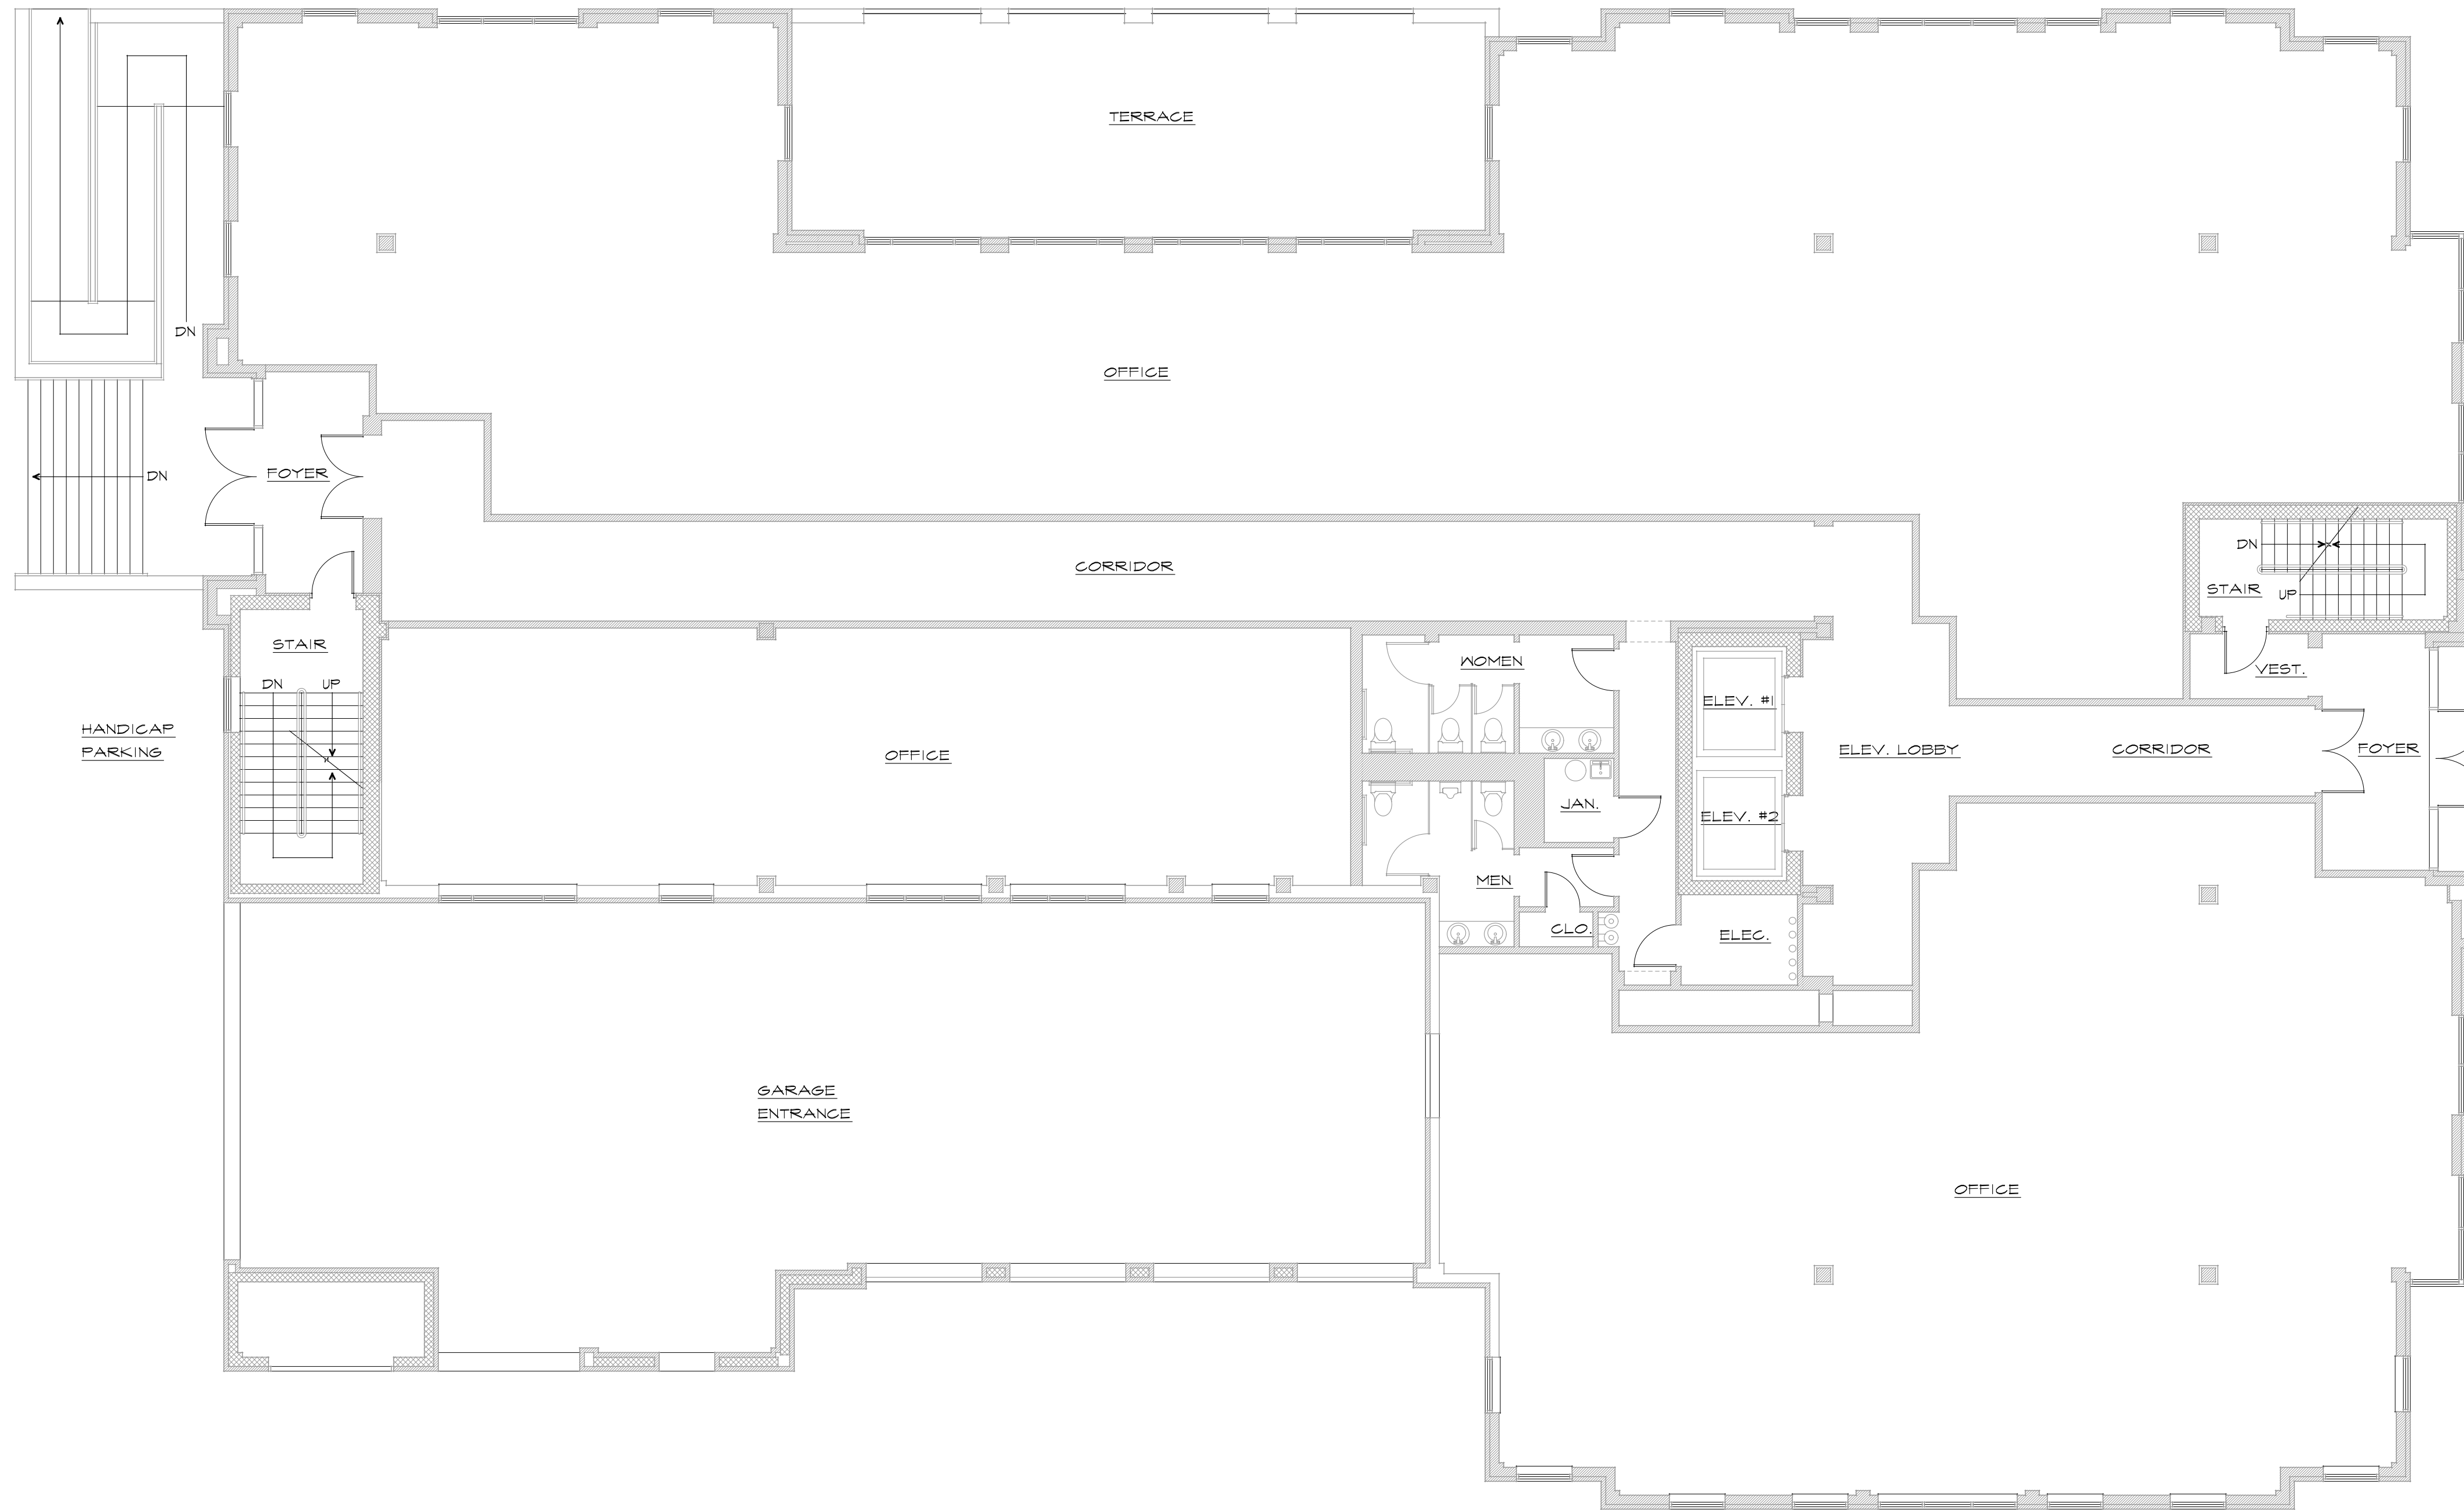 TERRACE
DN
OFFICE
DN
FOYER
CORRIDOR
DN
STAIR
UP
STAIR
DN UP
WOMEN
VEST.
ELEV. #1
HANDICAP
PARKING
OFFICE
ELEV. LOBBY
CORRIDOR
FOYER
JAN.
ELEV. #2
MEN
CLO.
ELEC.
GARAGE
ENTRANCE
OFFICE